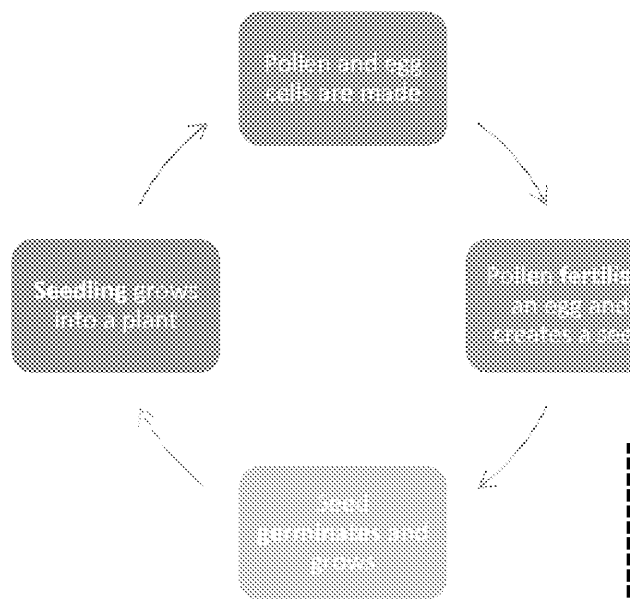 Pollen and egg
cells are made
Pollen fertilis
an egg and
creates a see
Seed
germinates and
grows
Seedling grows
into a plant